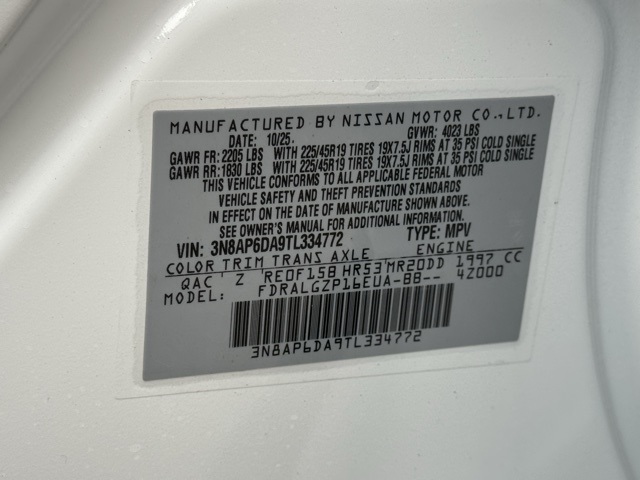 MANUFACTURED BY NISSAN MOTOR CO., LTD.
DATE: 10/25. GVWR: 4023 LBS
GAWR FR: 2205 LBS WITH 225/45R19 TIRES 19X7.5J RIMS AT 35 PSI COLD SINGLE
GAWR RR: 1830 LBS WITH 225/45R19 TIRES 19X7.5J RIMS AT 35 PSI COLD SINGLE
THIS VEHICLE CONFORMS TO ALL APPLICABLE FEDERAL MOTOR
VEHICLE SAFETY AND THEFT PREVENTION STANDARDS
IN EFFECT ON THE DATE OF MANUFACTURE SHOWN ABOVE.
SEE OWNER'S MANUAL FOR ADDITIONAL INFORMATION.
VIN: 3N8AP6DA9TL334772 TYPE: MPV
COLOR TRIM TRANS AXLE ENGINE
QAC Z RE0F15B HR53 MR20DD 1997 CC
MODEL: FDRALGZP16EUA-BB-- 4Z000
3N8AP6DA9TL334772